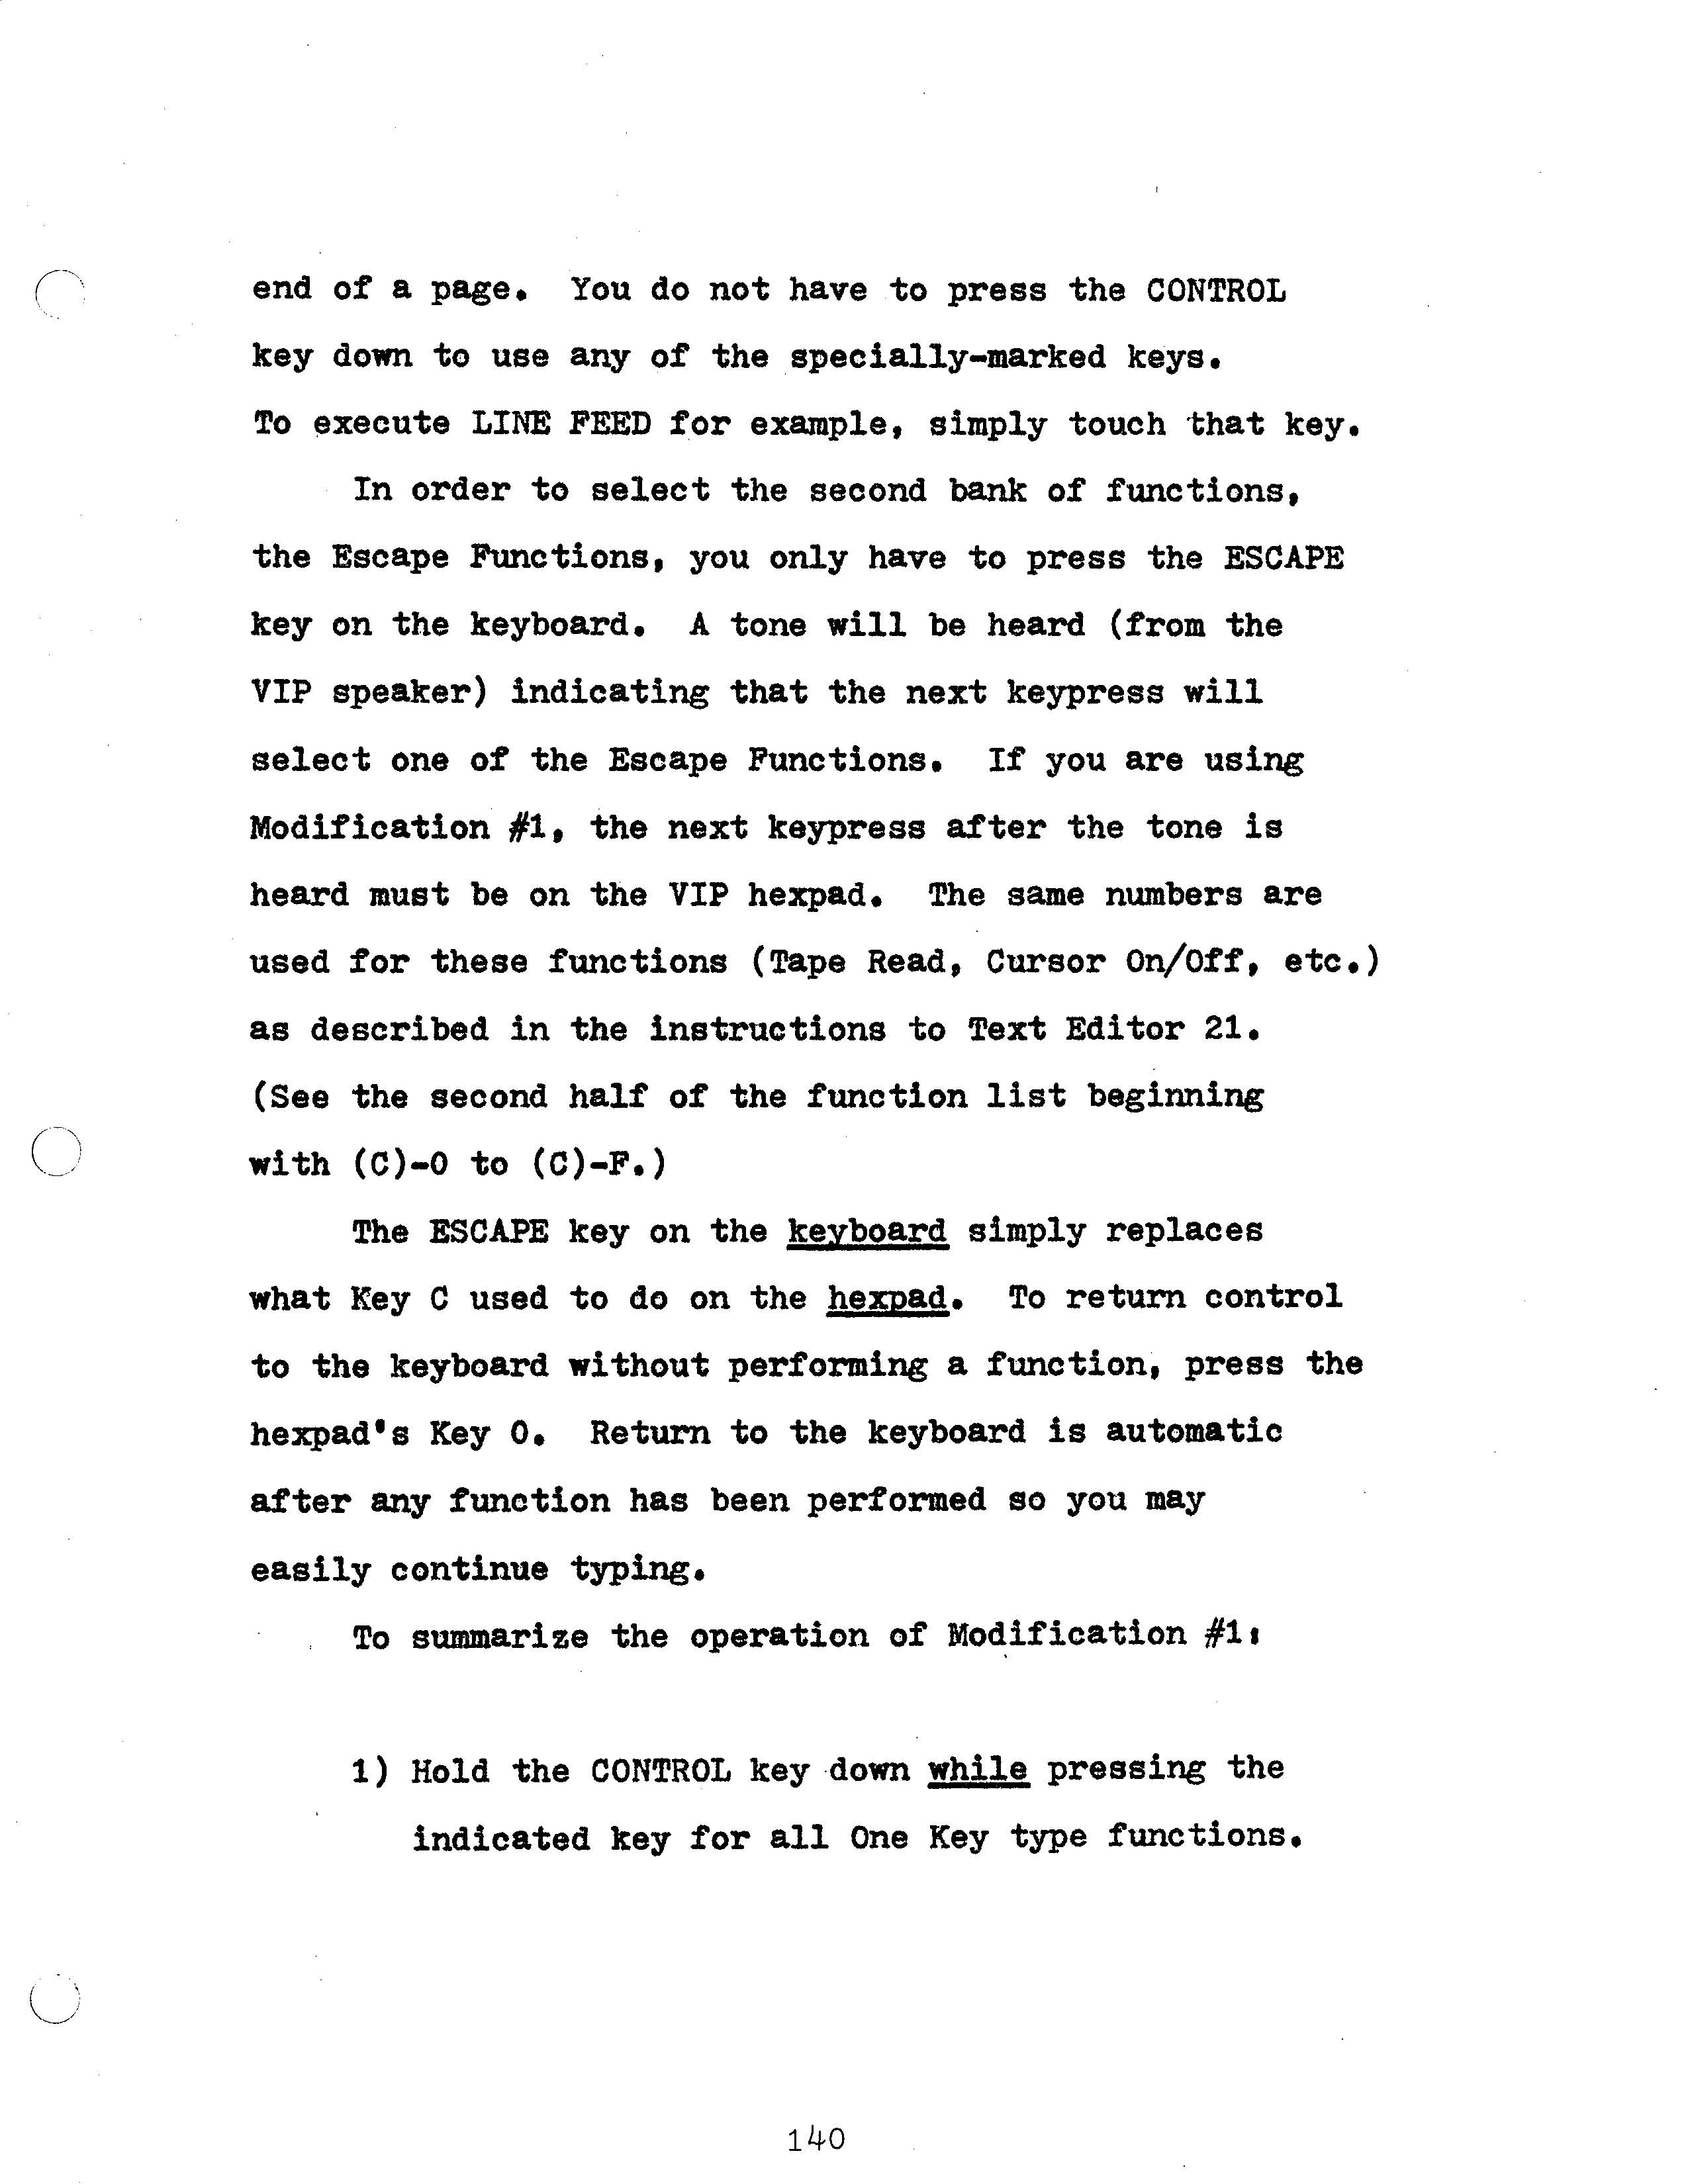 end of a page.  You do not have to press the CONTROL
key down to use any of the specially-marked keys.
To execute LINE FEED for example, simply touch that key.
In order to select the second bank of functions,
the Escape Functions, you only have to press the ESCAPE
key on the keyboard.  A tone will be heard (from the
VIP speaker) indicating that the next keypress will
select one of the Escape Functions.  If you are using
Modification #1, the next keypress after the tone is
heard must be on the VIP hexpad.  The same numbers are
used for these functions (Tape Read, Cursor On/Off, etc.)
as described in the instructions to Text Editor 21.
(See the second half of the function list beginning
with (C)-0 to (C)-F.)
The ESCAPE key on the keyboard simply replaces
what Key C used to do on the hexpad.  To return control
to the keyboard without performing a function, press the
hexpad's Key 0.  Return to the keyboard is automatic
after any function has been performed so you may
easily continue typing.
To summarize the operation of Modification #1:
1) Hold the CONTROL key down while pressing the
indicated key for all One Key type functions.
140